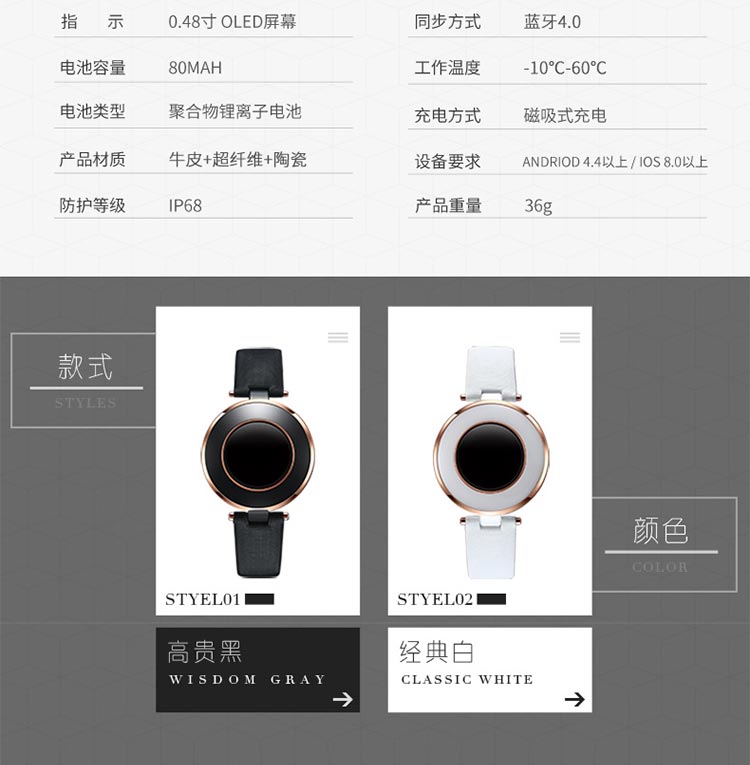 指 示 0.48寸 OLED屏幕 同步方式 蓝牙4.0
电池容量 80MAH 工作温度 -10℃-60℃
电池类型 聚合物锂离子电池 充电方式 磁吸式充电
产品材质 牛皮+超纤维+陶瓷 设备要求 ANDRIOD 4.4以上 / IOS 8.0以上
防护等级 IP68 产品重量 36g
款式
STYLES
颜色
COLOR
STYEL01 STYEL02
高贵黑 经典白
WISDOM GRAY CLASSIC WHITE